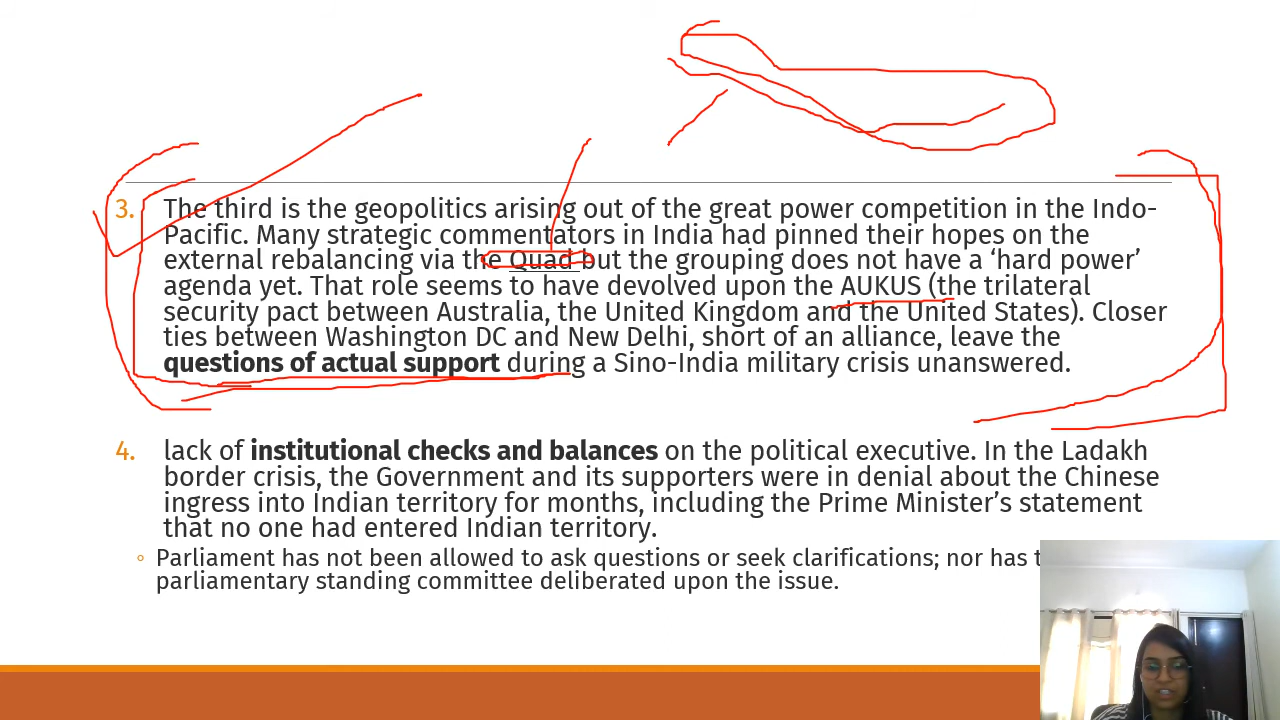 3. The third is the geopolitics arising out of the great power competition in the Indo-
Pacific. Many strategic commentators in India had pinned their hopes on the
external rebalancing via the Quad but the grouping does not have a ‘hard power’
agenda yet. That role seems to have devolved upon the AUKUS (the trilateral
security pact between Australia, the United Kingdom and the United States). Closer
ties between Washington DC and New Delhi, short of an alliance, leave the
questions of actual support during a Sino-India military crisis unanswered.
4. lack of institutional checks and balances on the political executive. In the Ladakh
border crisis, the Government and its supporters were in denial about the Chinese
ingress into Indian territory for months, including the Prime Minister’s statement
that no one had entered Indian territory.
◦ Parliament has not been allowed to ask questions or seek clarifications; nor has
parliamentary standing committee deliberated upon the issue.